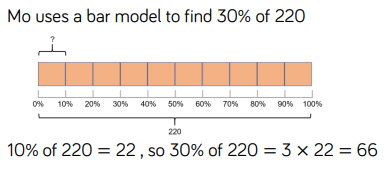 Mo uses a bar model to find 30% of 220
?
0% 10% 20% 30% 40% 50% 60% 70% 80% 90% 100%
220
10% of 220 = 22 , so 30% of 220 = 3 × 22 = 66